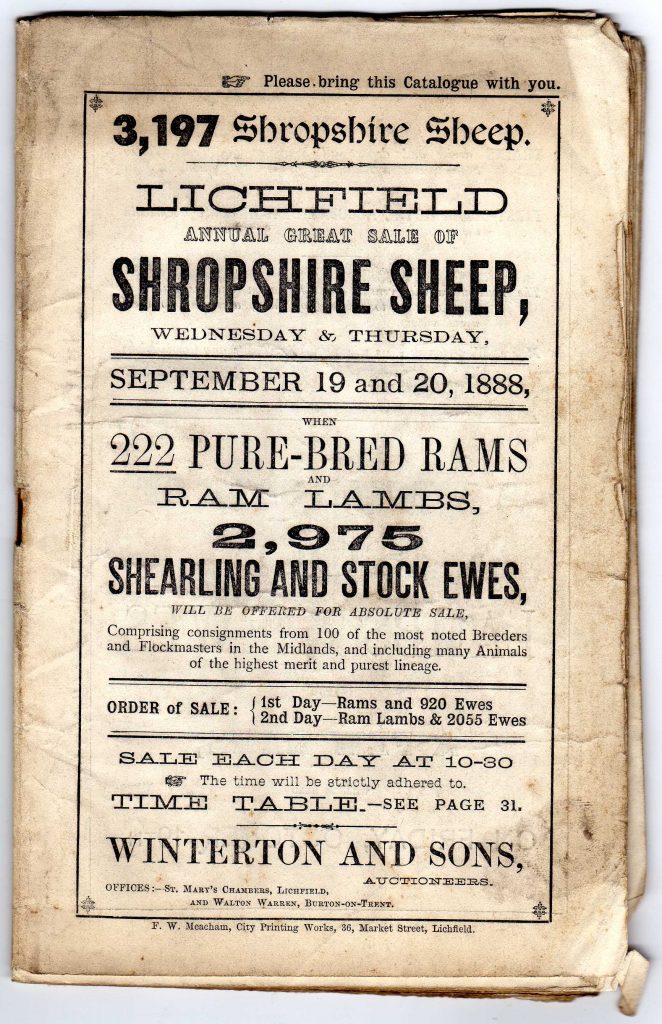 Please bring this Catalogue with you.
3,197 Shropshire Sheep.
LICHFIELD
ANNUAL GREAT SALE OF
SHROPSHIRE SHEEP,
WEDNESDAY & THURSDAY,
SEPTEMBER 19 and 20, 1888,
WHEN
222 PURE-BRED RAMS
AND
RAM LAMBS,
2,975
SHEARLING AND STOCK EWES,
WILL BE OFFERED FOR ABSOLUTE SALE,
Comprising consignments from 100 of the most noted Breeders
and Flockmasters in the Midlands, and including many Animals
of the highest merit and purest lineage.
ORDER of SALE: { 1st Day—Rams and 920 Ewes
2nd Day—Ram Lambs & 2055 Ewes
SALE EACH DAY AT 10-30
The time will be strictly adhered to.
TIME TABLE.—SEE PAGE 31.
WINTERTON AND SONS,
AUCTIONEERS.
OFFICES:—ST. MARY'S CHAMBERS, LICHFIELD,
AND WALTON WARREN, BURTON-ON-TRENT.
F. W. Meacham, City Printing Works, 36, Market Street, Lichfield.